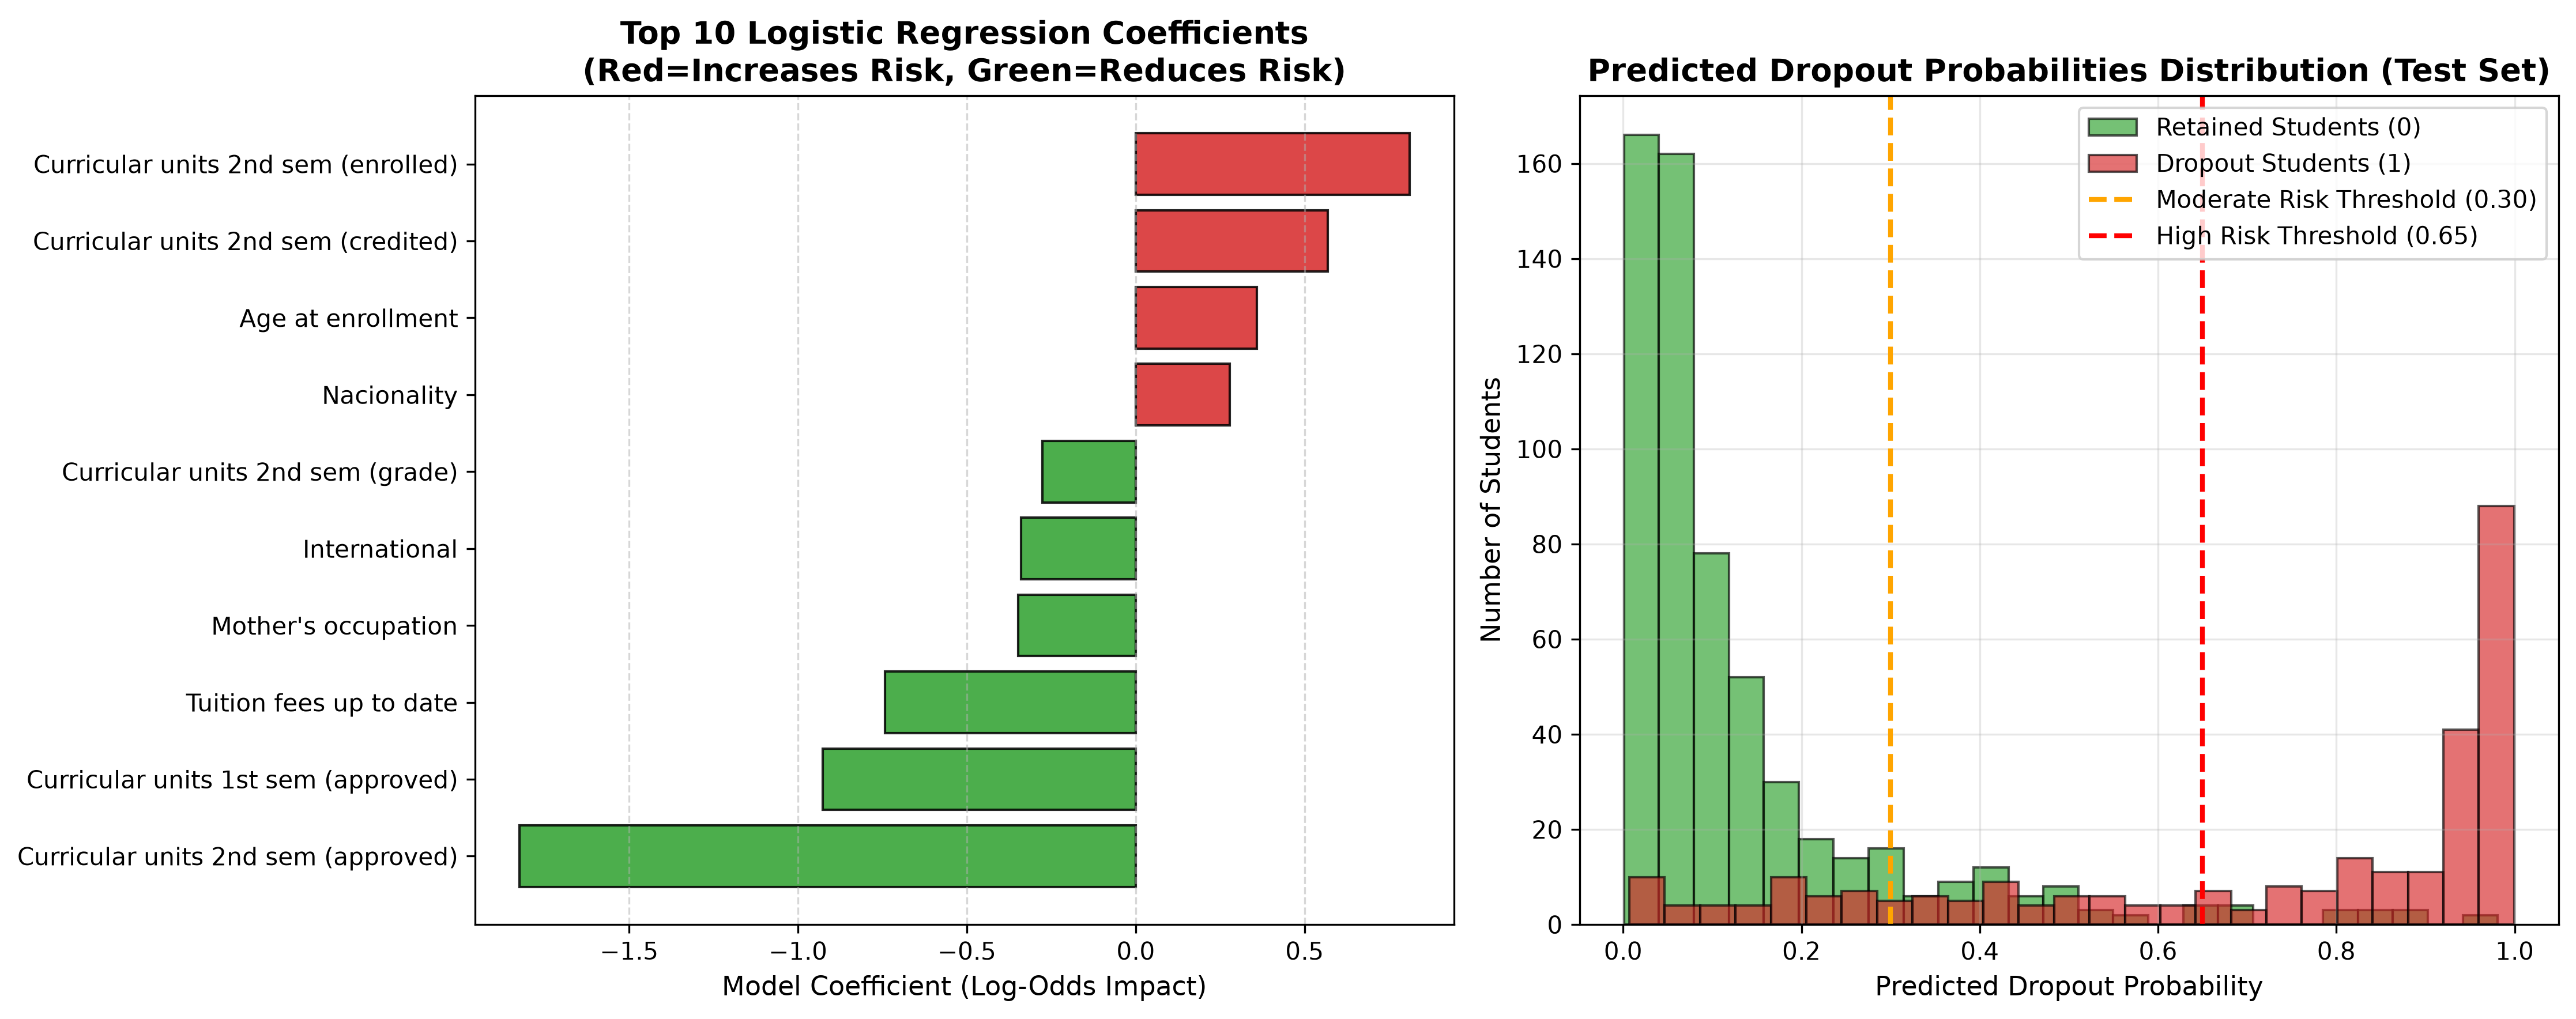 Top 10 Logistic Regression Coefficients
(Red=Increases Risk, Green=Reduces Risk)
Curricular units 2nd sem (enrolled)
Curricular units 2nd sem (credited)
Age at enrollment
Nacionality
Curricular units 2nd sem (grade)
International
Mother's occupation
Tuition fees up to date
Curricular units 1st sem (approved)
Curricular units 2nd sem (approved)
−1.5 −1.0 −0.5 0.0 0.5
Model Coefficient (Log-Odds Impact)
Predicted Dropout Probabilities Distribution (Test Set)
Retained Students (0)
Dropout Students (1)
Moderate Risk Threshold (0.30)
High Risk Threshold (0.65)
Number of Students
160
140
120
100
80
60
40
20
0
0.0 0.2 0.4 0.6 0.8 1.0
Predicted Dropout Probability